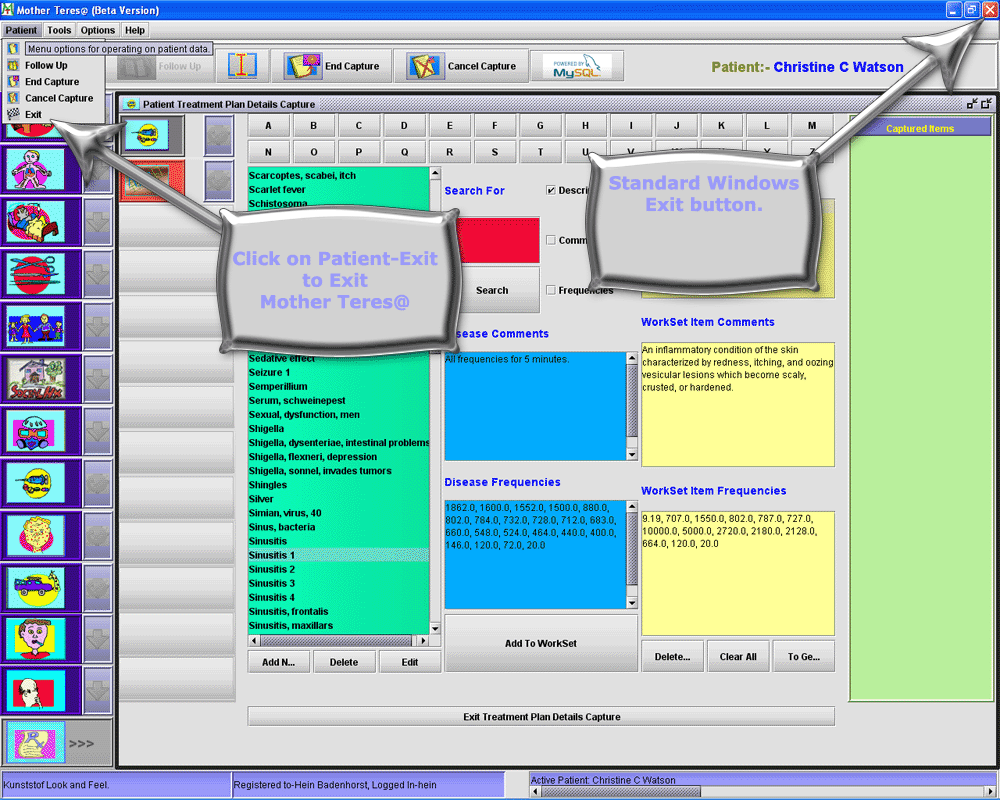 Mother Teres@ (Beta Version)
Patient Tools Options Help
Menu options for operating on patient data.
Follow Up
End Capture
Cancel Capture
Exit
Follow Up
End Capture
Cancel Capture
POWERED BY
MySQL
Patient:- Christine C Watson
Patient Treatment Plan Details Capture
A B C D E F G H I J K L M
N O P Q R S T U V W X Y Z
Captured Items
Scarcoptes, scabei, itch
Scarlet fever
Schistosoma
Search For
Descri
Comm
Search
Frequencies
Standard Windows
Exit button.
Click on Patient-Exit
to Exit
Mother Teres@
Sedative effect
Seizure 1
Semperillium
Serum, schweinepest
Sexual, dysfunction, men
Shigella
Shigella, dysenteriae, intestinal problems
Shigella, flexneri, depression
Shigella, sonnel, invades tumors
Shingles
Silver
Simian, virus, 40
Sinus, bacteria
Sinusitis
Sinusitis 1
Sinusitis 2
Sinusitis 3
Sinusitis 4
Sinusitis, frontalis
Sinusitis, maxillars
Add N...
Delete
Edit
sease Comments
All frequencies for 5 minutes.
Disease Frequencies
1862.0, 1600.0, 1552.0, 1500.0, 880.0,
802.0, 784.0, 732.0, 728.0, 712.0, 683.0,
660.0, 548.0, 524.0, 464.0, 440.0, 400.0,
146.0, 120.0, 72.0, 20.0
Add To WorkSet
WorkSet Item Comments
An inflammatory condition of the skin
characterized by redness, itching, and oozing
vesicular lesions which become scaly,
crusted, or hardened.
WorkSet Item Frequencies
9.19, 707.0, 1550.0, 802.0, 787.0, 727.0,
10000.0, 5000.0, 2720.0, 2180.0, 2128.0,
664.0, 120.0, 20.0
Delete...
Clear All
To Ge...
Exit Treatment Plan Details Capture
>>>
Kunststof Look and Feel.
Registered to-Hein Badenhorst, Logged In-hein
Active Patient: Christine C Watson